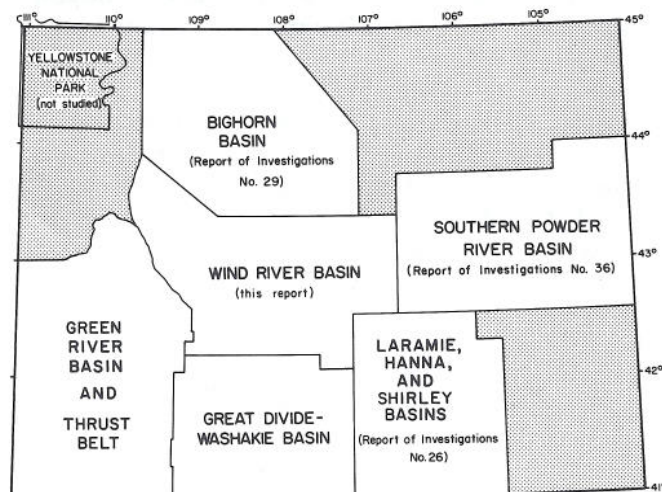 111°
110°
109°
108°
107°
106°
105°
45°
YELLOWSTONE
NATIONAL
PARK
(not studied)
BIGHORN
BASIN
(Report of Investigations
No. 29)
44°
SOUTHERN POWDER
RIVER BASIN
(Report of Investigations No. 36)
43°
WIND RIVER BASIN
(this report)
GREEN
RIVER
BASIN
AND
THRUST
BELT
LARAMIE,
HANNA,
AND
SHIRLEY
BASINS
(Report of Investigations
No. 26)
42°
GREAT DIVIDE-
WASHAKIE BASIN
41°